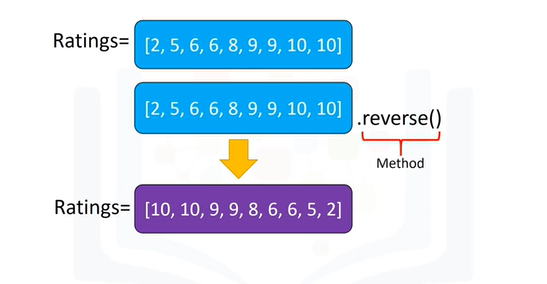 Ratings= [2, 5, 6, 6, 8, 9, 9, 10, 10]
[2, 5, 6, 6, 8, 9, 9, 10, 10] .reverse()
Method
Ratings= [10, 10, 9, 9, 8, 6, 6, 5, 2]